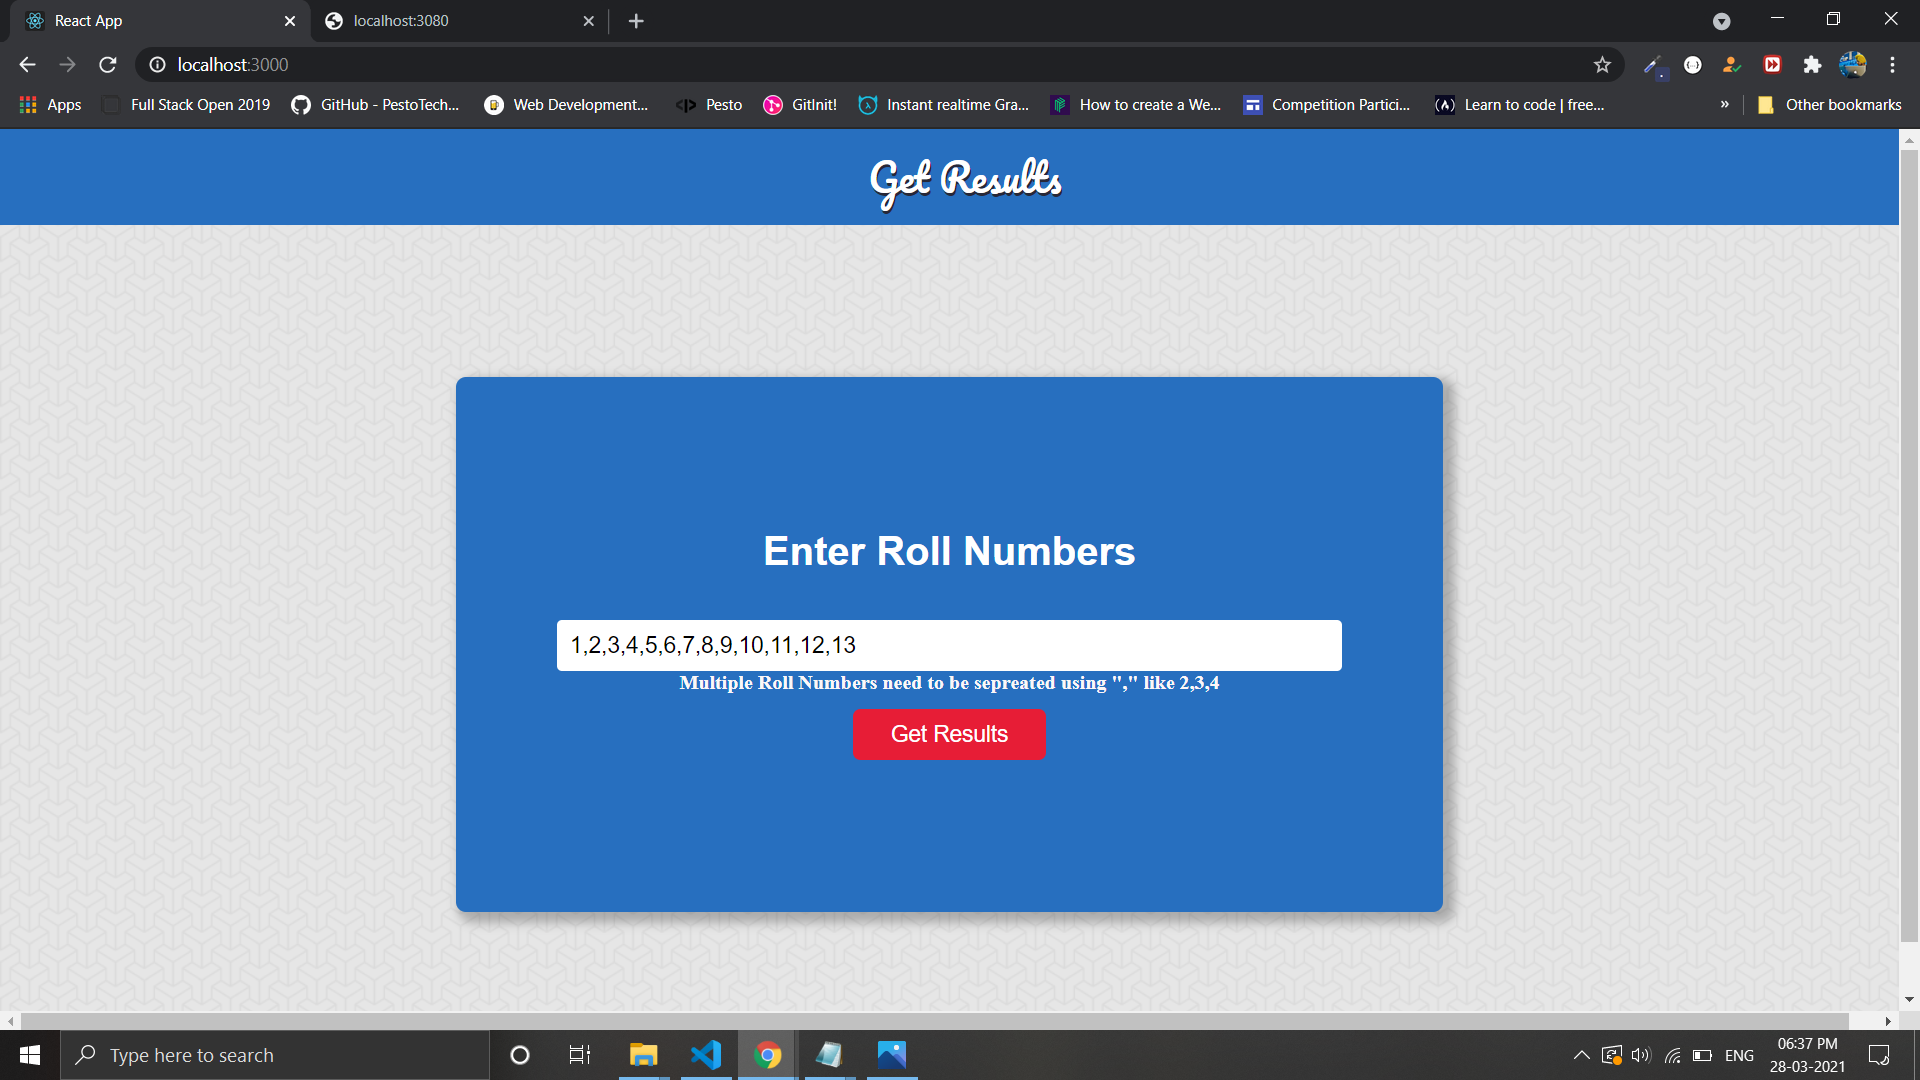 React App
localhost:3080
localhost:3000
Apps
Full Stack Open 2019
GitHub - PestoTech...
Web Development...
Pesto
GitInit!
Instant realtime Gra...
How to create a We...
Competition Partici...
Learn to code | free...
»
Other bookmarks
Get Results
Enter Roll Numbers
1,2,3,4,5,6,7,8,9,10,11,12,13
Multiple Roll Numbers need to be sepreated using "," like 2,3,4
Get Results
Type here to search
ENG
06:37 PM
28-03-2021